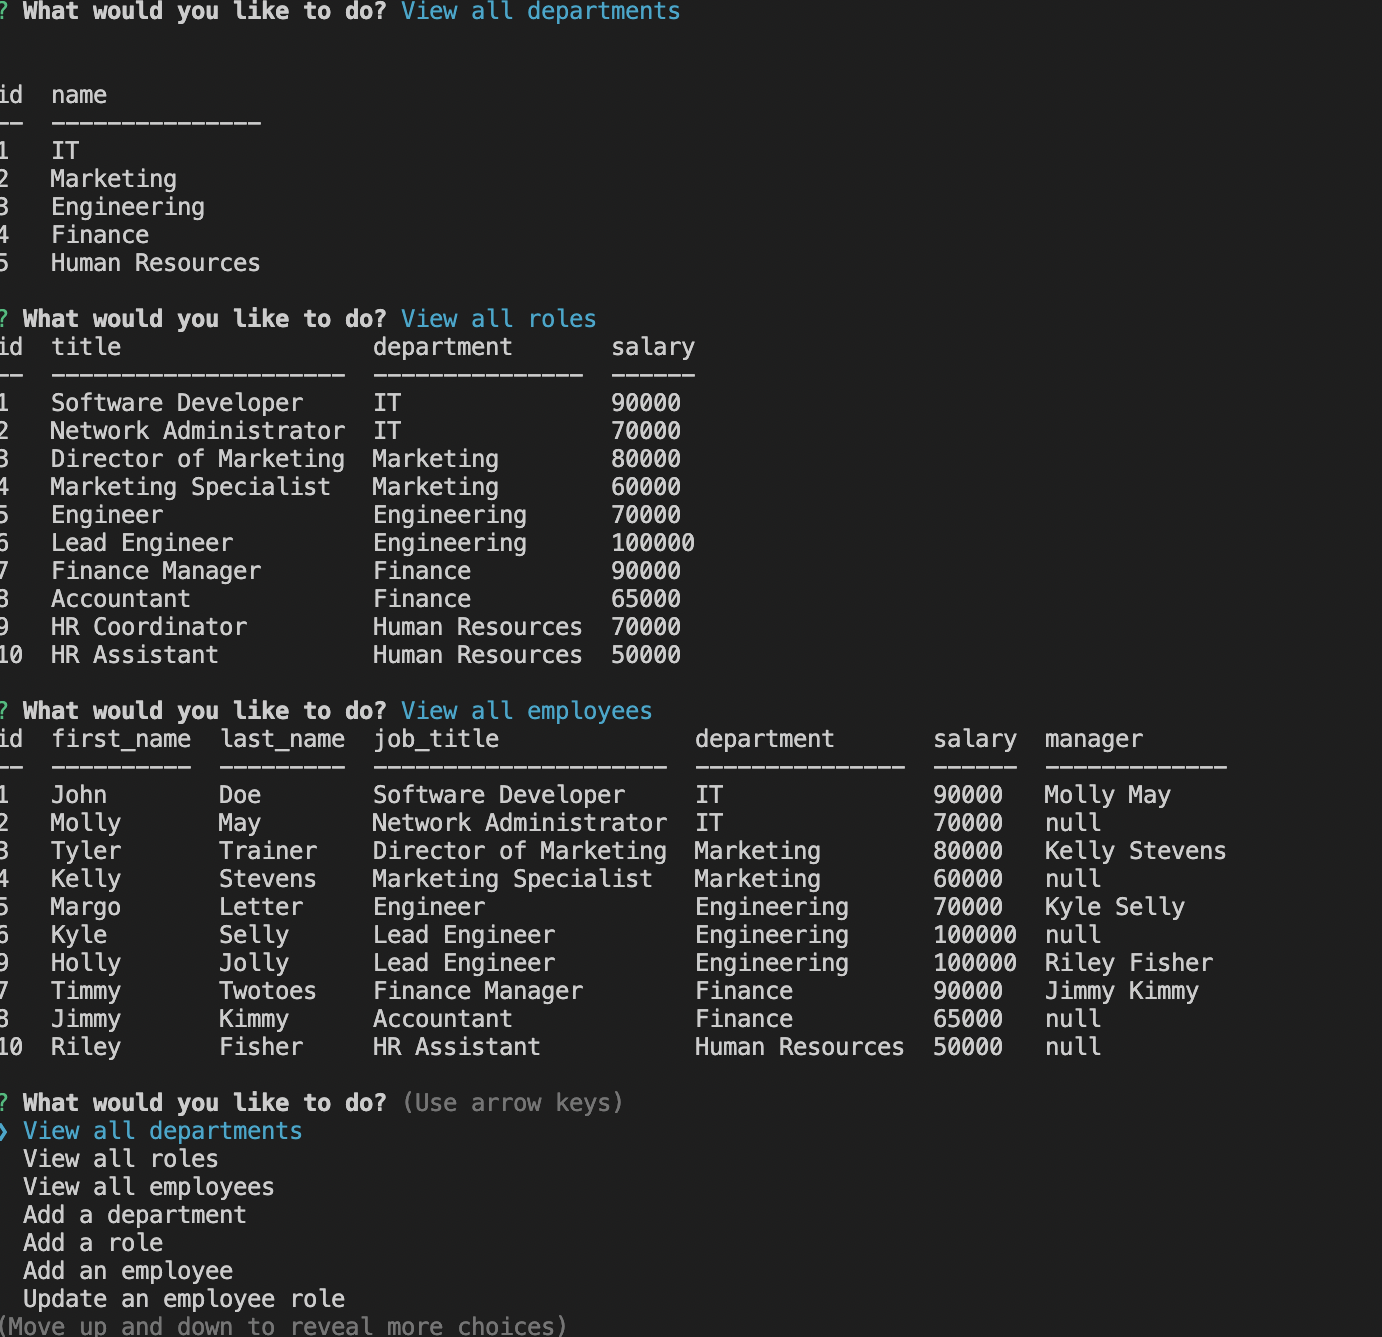 ? What would you like to do? View all departments
id name
-- ---------------
1 IT
2 Marketing
3 Engineering
4 Finance
5 Human Resources
? What would you like to do? View all roles
id title department salary
-- --------------------- --------------- ------
1 Software Developer IT 90000
2 Network Administrator IT 70000
3 Director of Marketing Marketing 80000
4 Marketing Specialist Marketing 60000
5 Engineer Engineering 70000
6 Lead Engineer Engineering 100000
7 Finance Manager Finance 90000
8 Accountant Finance 65000
9 HR Coordinator Human Resources 70000
10 HR Assistant Human Resources 50000
? What would you like to do? View all employees
id first_name last_name job_title department salary manager
-- ---------- --------- --------------------- --------------- ------ -------------
1 John Doe Software Developer IT 90000 Molly May
2 Molly May Network Administrator IT 70000 null
3 Tyler Trainer Director of Marketing Marketing 80000 Kelly Stevens
4 Kelly Stevens Marketing Specialist Marketing 60000 null
5 Margo Letter Engineer Engineering 70000 Kyle Selly
6 Kyle Selly Lead Engineer Engineering 100000 null
9 Holly Jolly Lead Engineer Engineering 100000 Riley Fisher
7 Timmy Twotoes Finance Manager Finance 90000 Jimmy Kimmy
8 Jimmy Kimmy Accountant Finance 65000 null
10 Riley Fisher HR Assistant Human Resources 50000 null
? What would you like to do? (Use arrow keys)
❯ View all departments
View all roles
View all employees
Add a department
Add a role
Add an employee
Update an employee role
(Move up and down to reveal more choices)